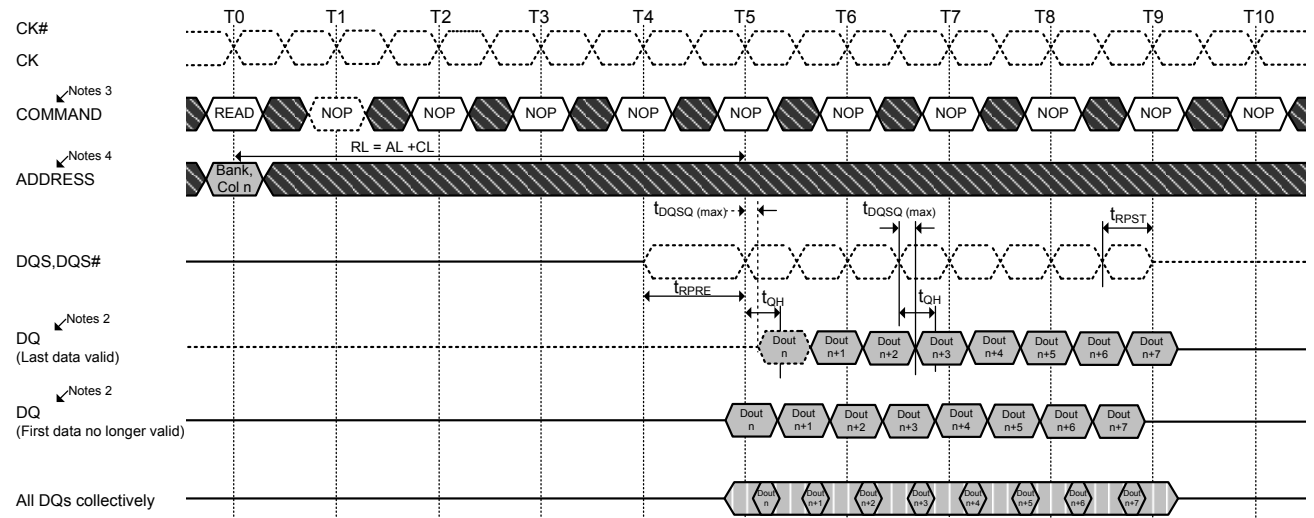 T0 T1 T2 T3 T4 T5 T6 T7 T8 T9 T10
CK#
CK
Notes 3
COMMAND
READ NOP NOP NOP NOP NOP NOP NOP NOP NOP NOP
RL = AL +CL
Notes 4
ADDRESS
Bank,
Col n
tDQSQ (max) tDQSQ (max) tRPST
DQS,DQS#
tRPRE tQH tQH
Notes 2
DQ
(Last data valid)
Dout n Dout n+1 Dout n+2 Dout n+3 Dout n+4 Dout n+5 Dout n+6 Dout n+7
Notes 2
DQ
(First data no longer valid)
Dout n Dout n+1 Dout n+2 Dout n+3 Dout n+4 Dout n+5 Dout n+6 Dout n+7
All DQs collectively
Dout n Dout n+1 Dout n+2 Dout n+3 Dout n+4 Dout n+5 Dout n+6 Dout n+7